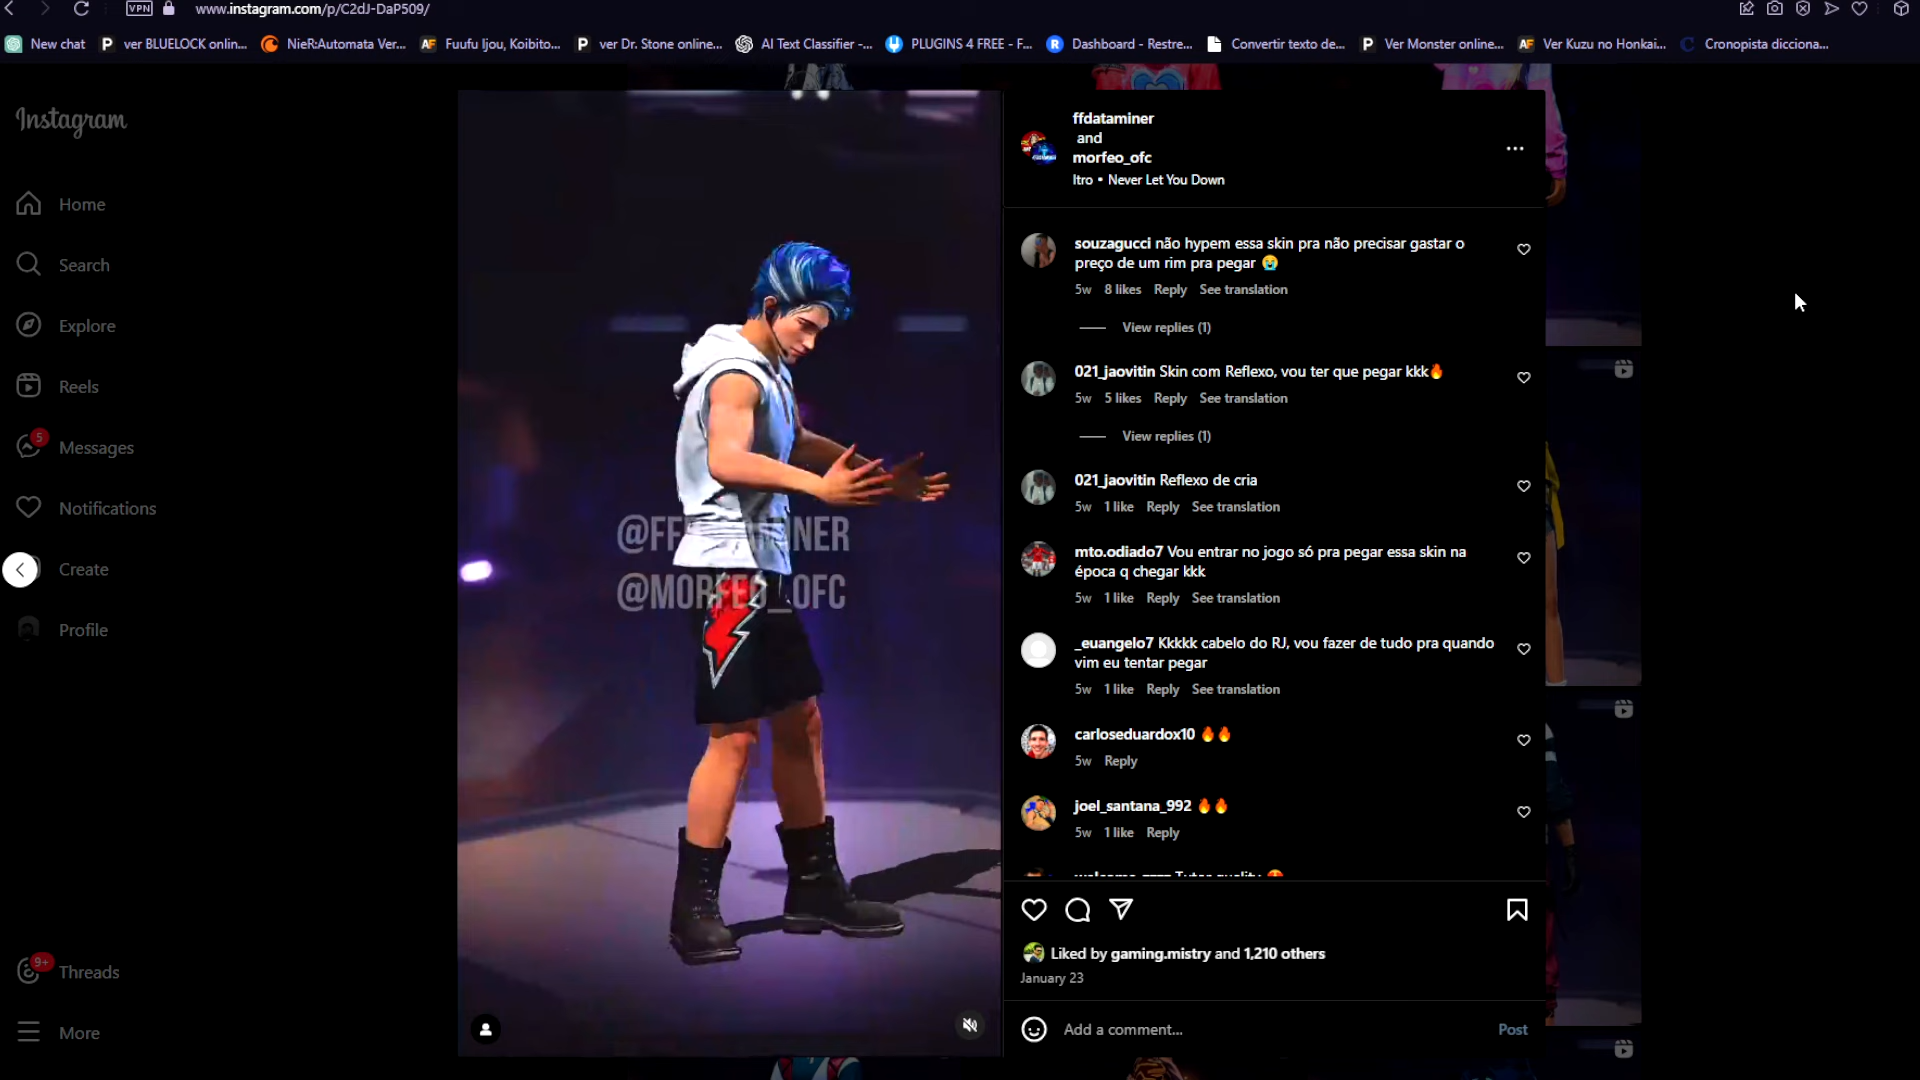 VPN
www.instagram.com/p/C2dJ-DaP509/
New chat
ver BLUELOCK onlin...
NieR:Automata Ver...
Fuufu Ijou, Koibito...
ver Dr. Stone online...
AI Text Classifier -...
PLUGINS 4 FREE - F...
Dashboard - Restre...
Convertir texto de...
Ver Monster online...
Ver Kuzu no Honkai...
Cronopista dicciona...
Instagram
Home
Search
Explore
Reels
5
Messages
Notifications
Create
Profile
9+
Threads
More
@MORFEO_OFC
ffdataminer
and
morfeo_ofc
Itro • Never Let You Down
souzagucci não hypem essa skin pra não precisar gastar o
preço de um rim pra pegar 😭
5w 8 likes Reply See translation
View replies (1)
021_jaovitin Skin com Reflexo, vou ter que pegar kkk🔥
5w 5 likes Reply See translation
View replies (1)
021_jaovitin Reflexo de cria
5w 1 like Reply See translation
mto.odiado7 Vou entrar no jogo só pra pegar essa skin na
época q chegar kkk
5w 1 like Reply See translation
_euangelo7 Kkkkk cabelo do RJ, vou fazer de tudo pra quando
vim eu tentar pegar
5w 1 like Reply See translation
carloseduardox10 🔥🔥
5w Reply
joel_santana_992 🔥🔥
5w 1 like Reply
Liked by gaming.mistry and 1,210 others
January 23
Add a comment...
Post